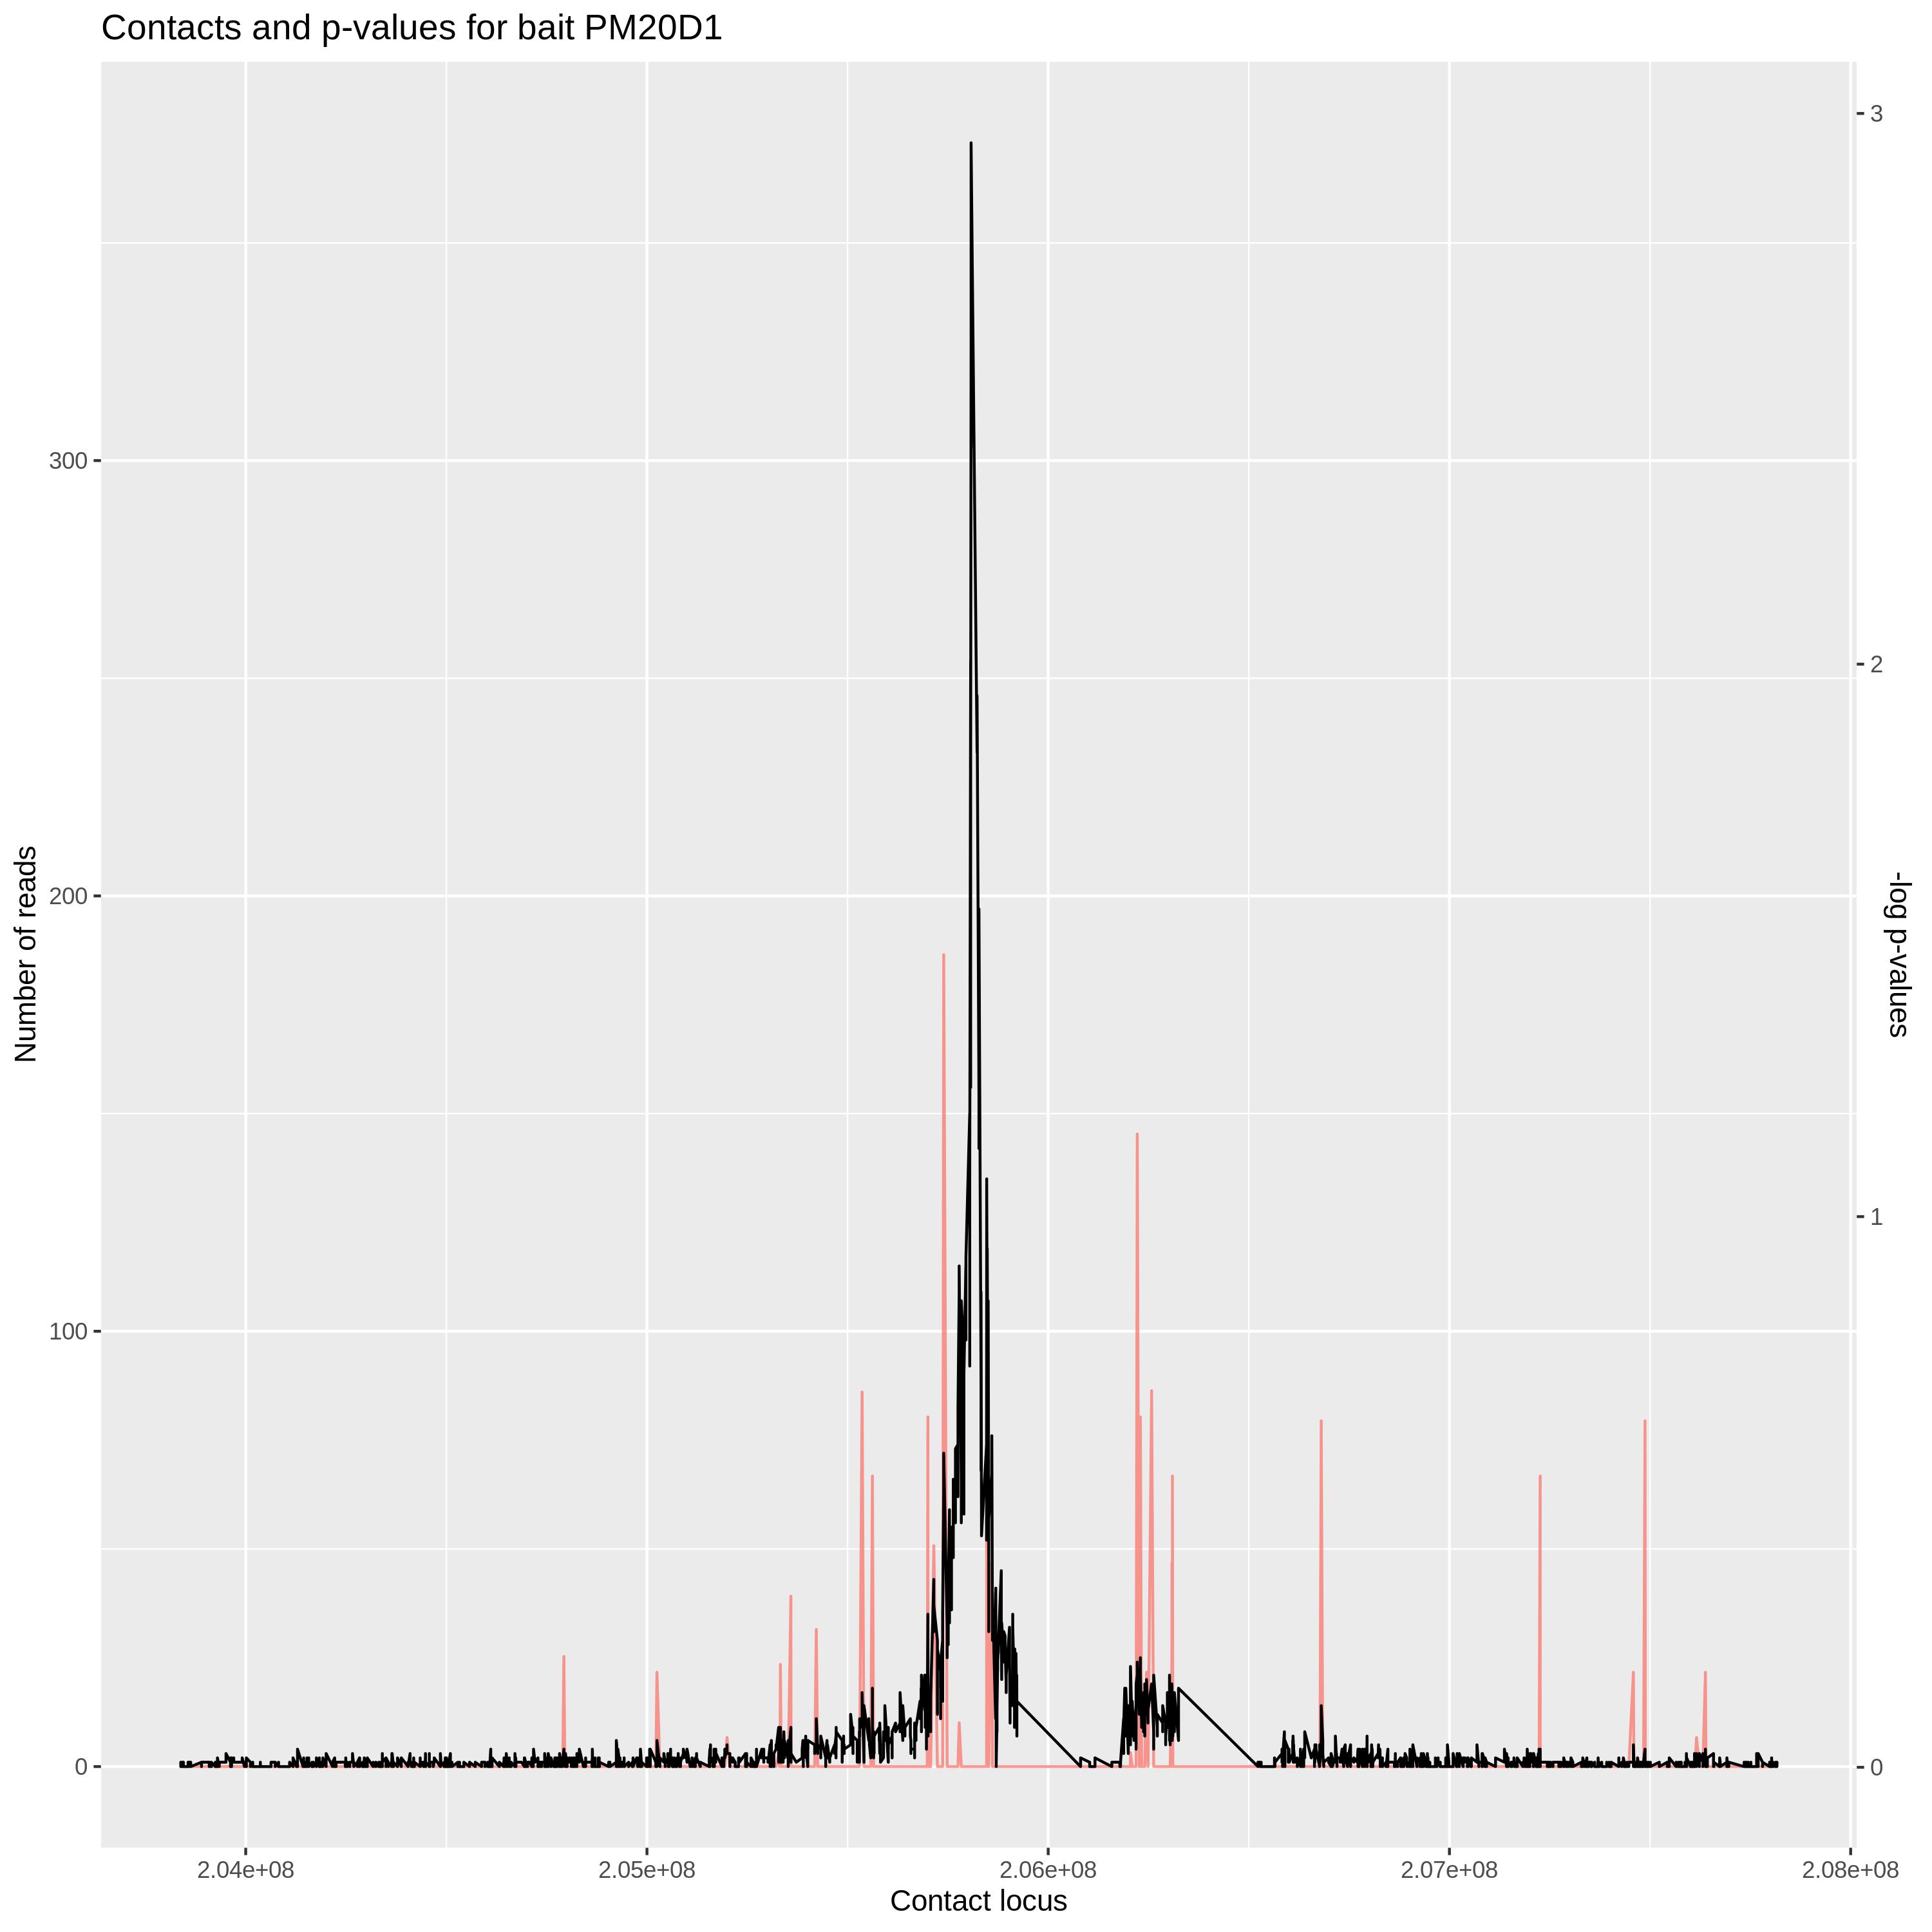 Contacts and p-values for bait PM20D1
Number of reads
300
200
100
0
3
2
1
0
-log p-values
2.04e+08
2.05e+08
2.06e+08
2.07e+08
2.08e+08
Contact locus